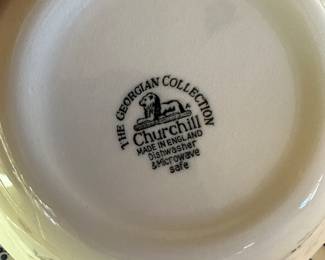 THE GEORGIAN COLLECTION
Churchill
MADE IN ENGLAND
Dishwasher
& Microwave
safe